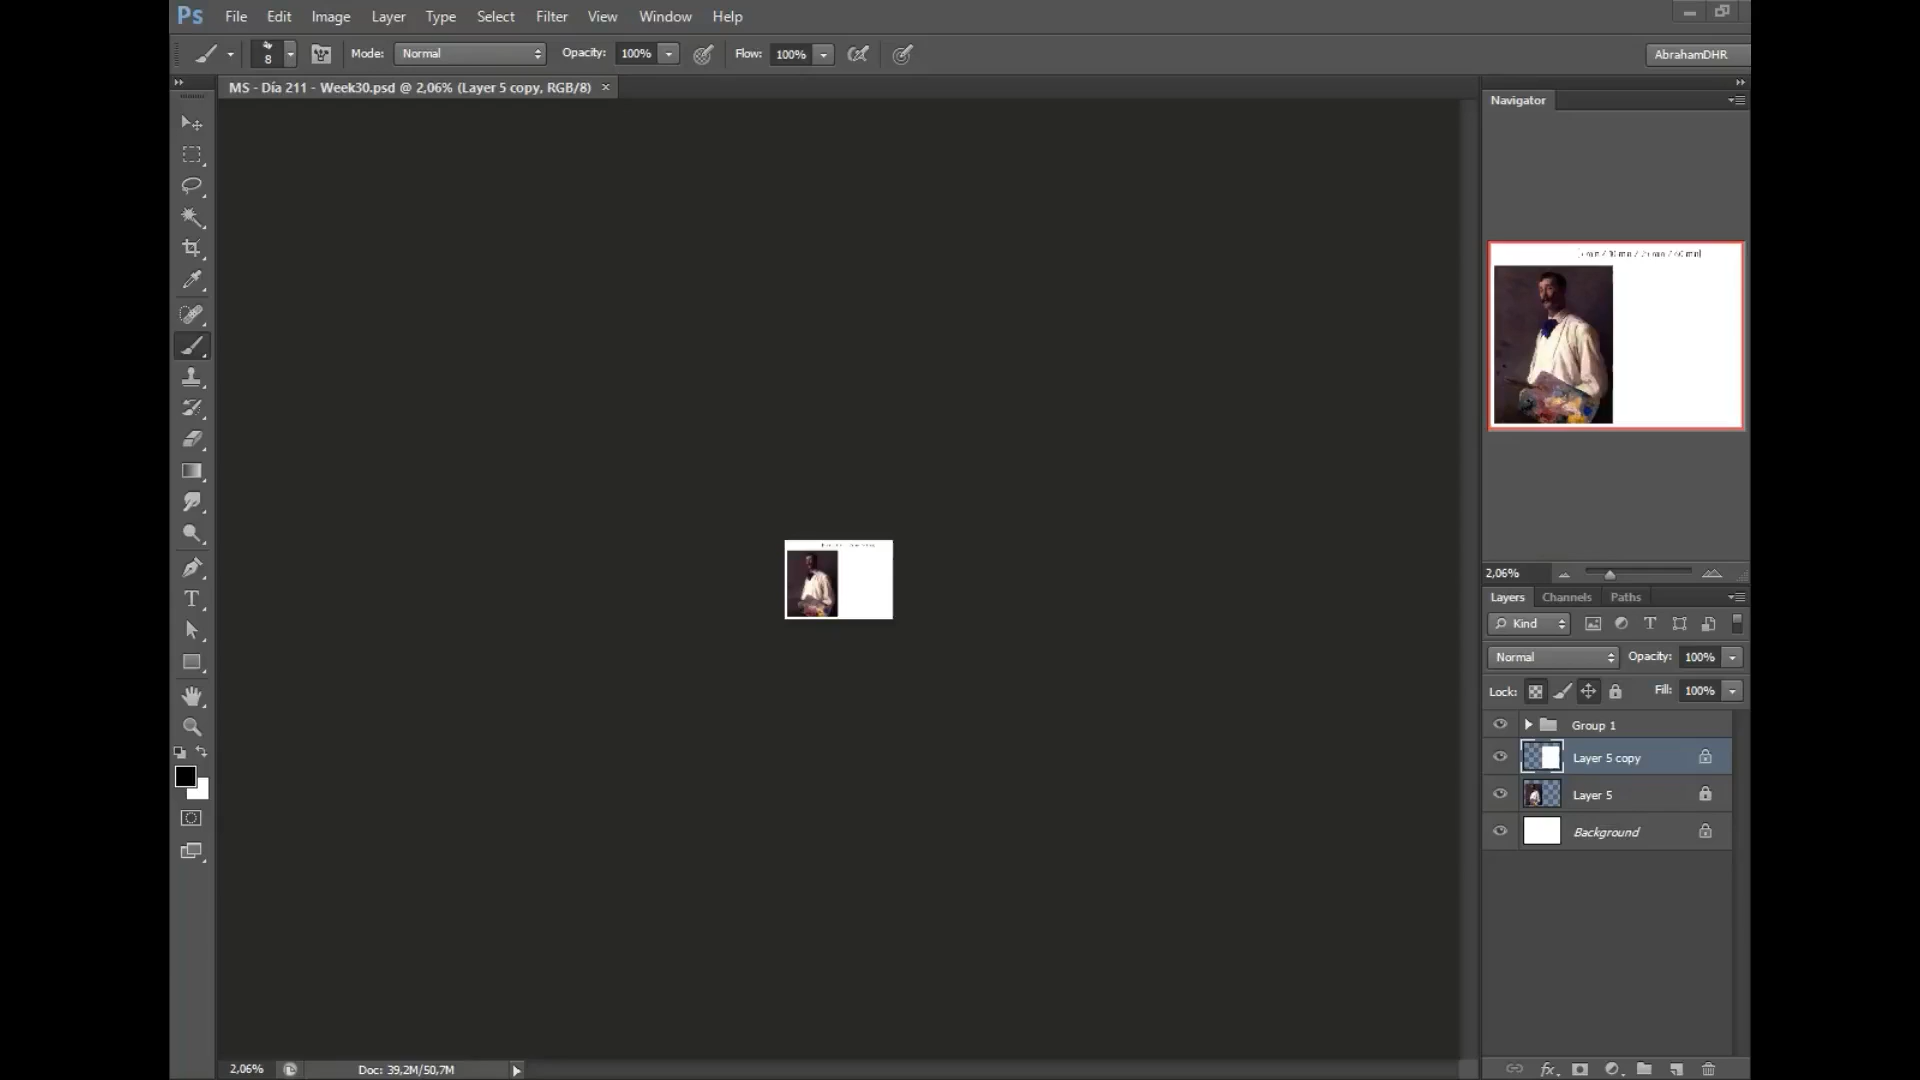 Ps File Edit Image Layer Type Select Filter View Window Help
8 Mode: Normal Opacity: 100% Flow: 100% AbrahamDHR
MS - Día 211 - Week30.psd @ 2,06% (Layer 5 copy, RGB/8) ×
Navigator
2,06%
Layers Channels Paths
Kind
Normal Opacity: 100%
Lock: Fill: 100%
Group 1
Layer 5 copy
Layer 5
Background
2,06% Doc: 39,2M/50,7M